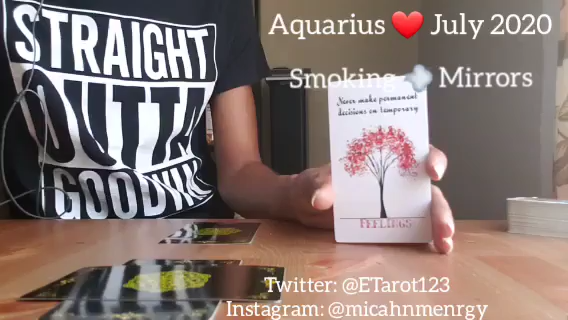 Aquarius ❤️ July 2020
Smoking 💨 Mirrors
STRAIGHT
OUTTA
GOODWILL
Never make permanent
decisions on temporary
FEELINGS
Twitter: @ETarot123
Instagram: @micahnmenrgy